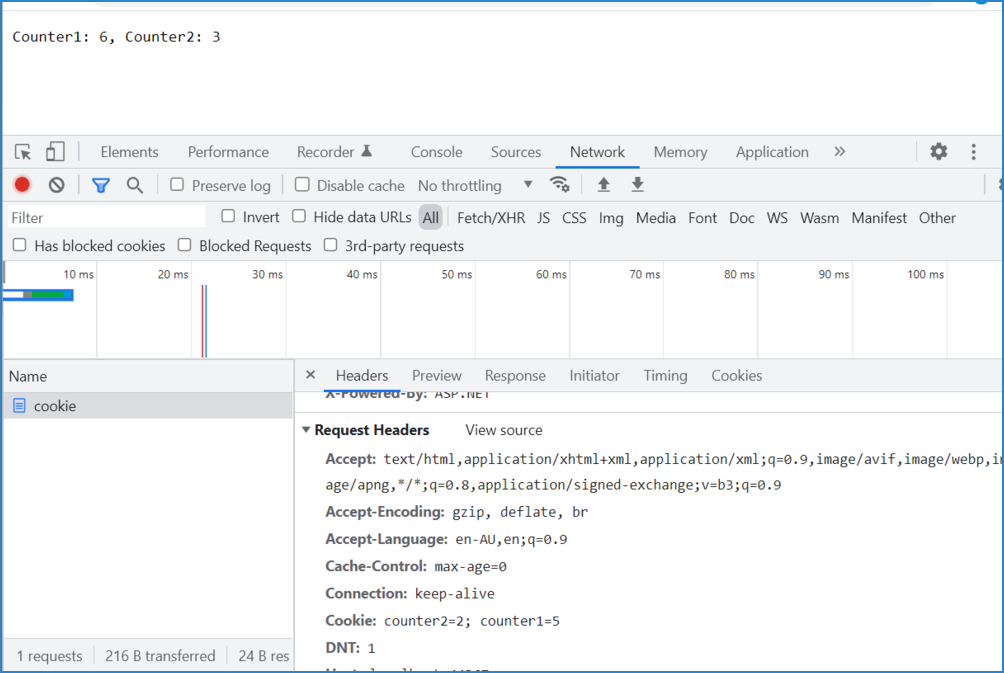 Counter1: 6, Counter2: 3
Elements Performance Recorder Console Sources Network Memory Application »
Preserve log Disable cache No throttling
Filter Invert Hide data URLs All Fetch/XHR JS CSS Img Media Font Doc WS Wasm Manifest Other
Has blocked cookies Blocked Requests 3rd-party requests
10 ms 20 ms 30 ms 40 ms 50 ms 60 ms 70 ms 80 ms 90 ms 100 ms
Name
cookie
1 requests 216 B transferred 24 B res
× Headers Preview Response Initiator Timing Cookies
X-Powered-By: ASP.NET
Request Headers View source
Accept: text/html,application/xhtml+xml,application/xml;q=0.9,image/avif,image/webp,im
age/apng,*/*;q=0.8,application/signed-exchange;v=b3;q=0.9
Accept-Encoding: gzip, deflate, br
Accept-Language: en-AU,en;q=0.9
Cache-Control: max-age=0
Connection: keep-alive
Cookie: counter2=2; counter1=5
DNT: 1